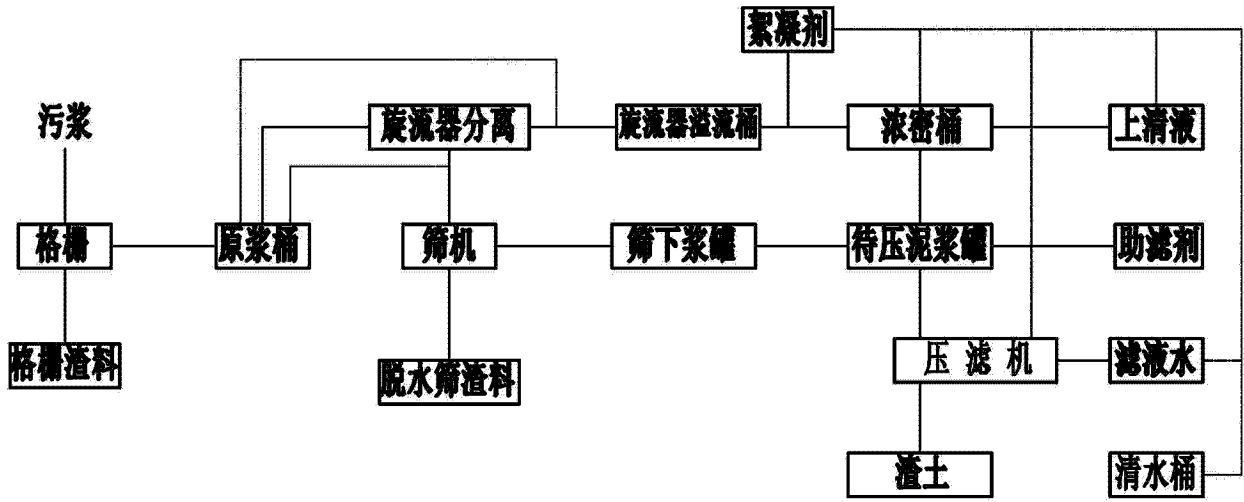 絮凝剂
污浆
旋流器分离
旋流器溢流桶
浓密桶
上清液
格栅
原浆桶
筛机
筛下浆罐
待压泥浆罐
助滤剂
格栅渣料
脱水筛渣料
压滤机
滤液水
渣土
清水桶